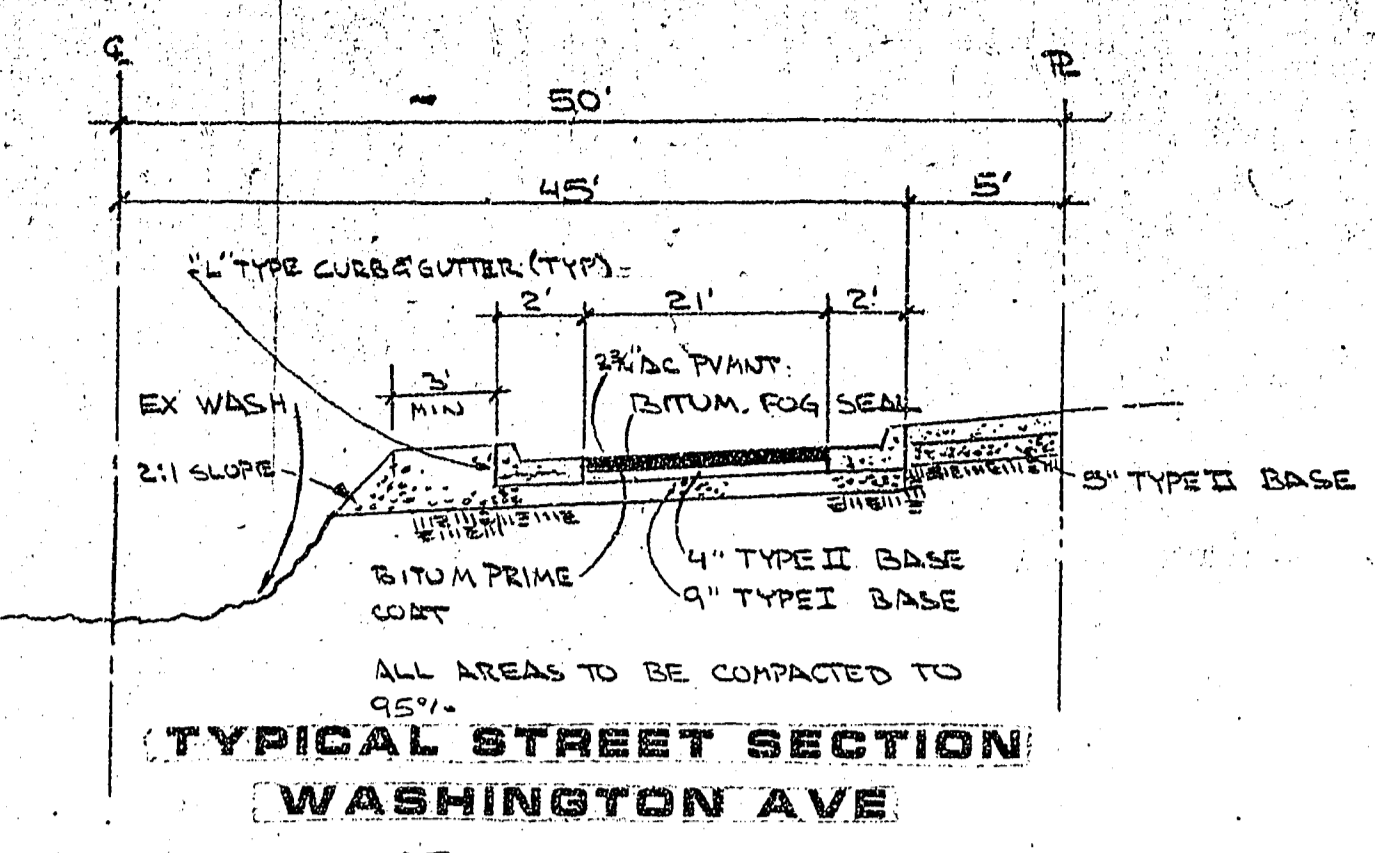 ℄
50'
℄
45'
5'
"L" TYPE CURB & GUTTER (TYP)
2'
21'
2'
2¾" AC PVMNT.
3'
MIN
EX WASH
BITUM. FOG SEAL
2:1 SLOPE
TYPE II BASE
4" TYPE II BASE
BITUM PRIME
COAT
9" TYPE I BASE
ALL AREAS TO BE COMPACTED TO
95%
TYPICAL STREET SECTION
WASHINGTON AVE